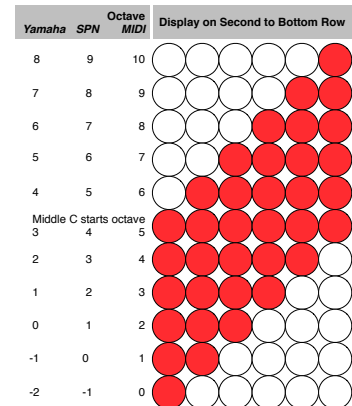 Octave
Yamaha SPN MIDI Display on Second to Bottom Row
8 9 10
7 8 9
6 7 8
5 6 7
4 5 6
Middle C starts octave
3 4 5
2 3 4
1 2 3
0 1 2
-1 0 1
-2 -1 0